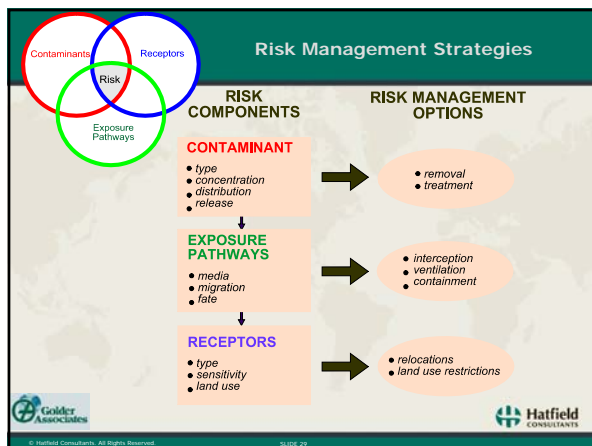 Risk Management Strategies
Contaminants
Receptors
Risk
Exposure
Pathways
RISK
COMPONENTS
RISK MANAGEMENT
OPTIONS
CONTAMINANT
• type
• concentration
• distribution
• release
• removal
• treatment
EXPOSURE
PATHWAYS
• media
• migration
• fate
• interception
• ventilation
• containment
RECEPTORS
• type
• sensitivity
• land use
• relocations
• land use restrictions
Golder
Associates
Hatfield
CONSULTANTS
© Hatfield Consultants. All Rights Reserved.
SLIDE 29